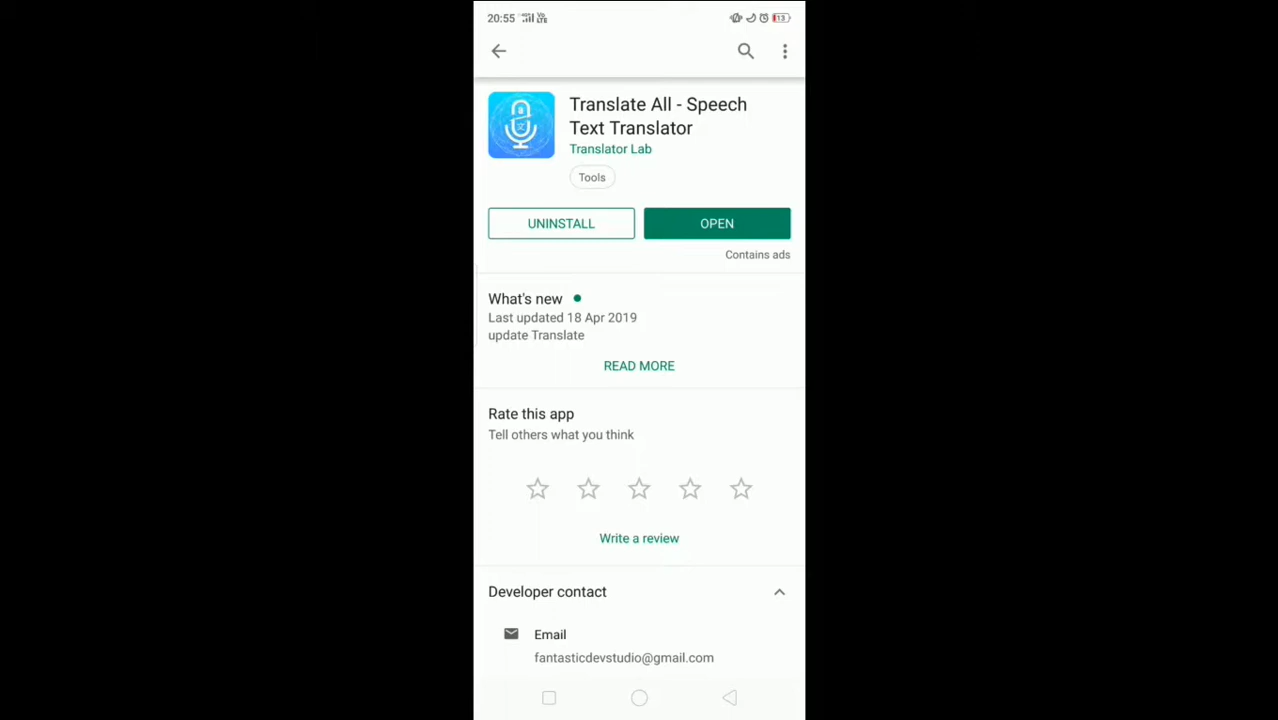 20:55 LTE 13
Translate All - Speech
Text Translator
Translator Lab
Tools
UNINSTALL OPEN
Contains ads
What's new
Last updated 18 Apr 2019
update Translate
READ MORE
Rate this app
Tell others what you think
Write a review
Developer contact
Email
fantasticdevstudio@gmail.com